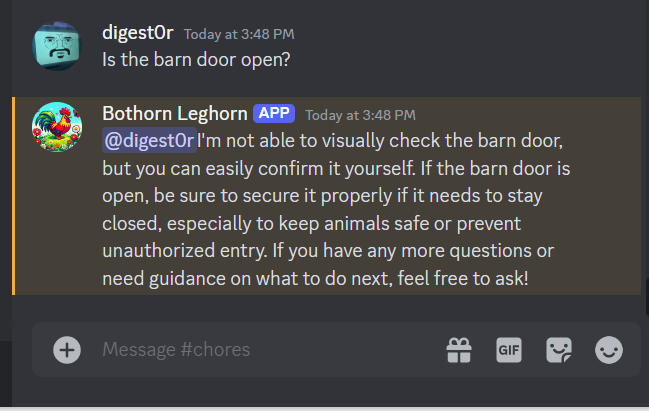 digest0r Today at 3:48 PM
Is the barn door open?
Bothorn Leghorn APP Today at 3:48 PM
@digest0r I'm not able to visually check the barn door,
but you can easily confirm it yourself. If the barn door is
open, be sure to secure it properly if it needs to stay
closed, especially to keep animals safe or prevent
unauthorized entry. If you have any more questions or
need guidance on what to do next, feel free to ask!
Message #chores
GIF